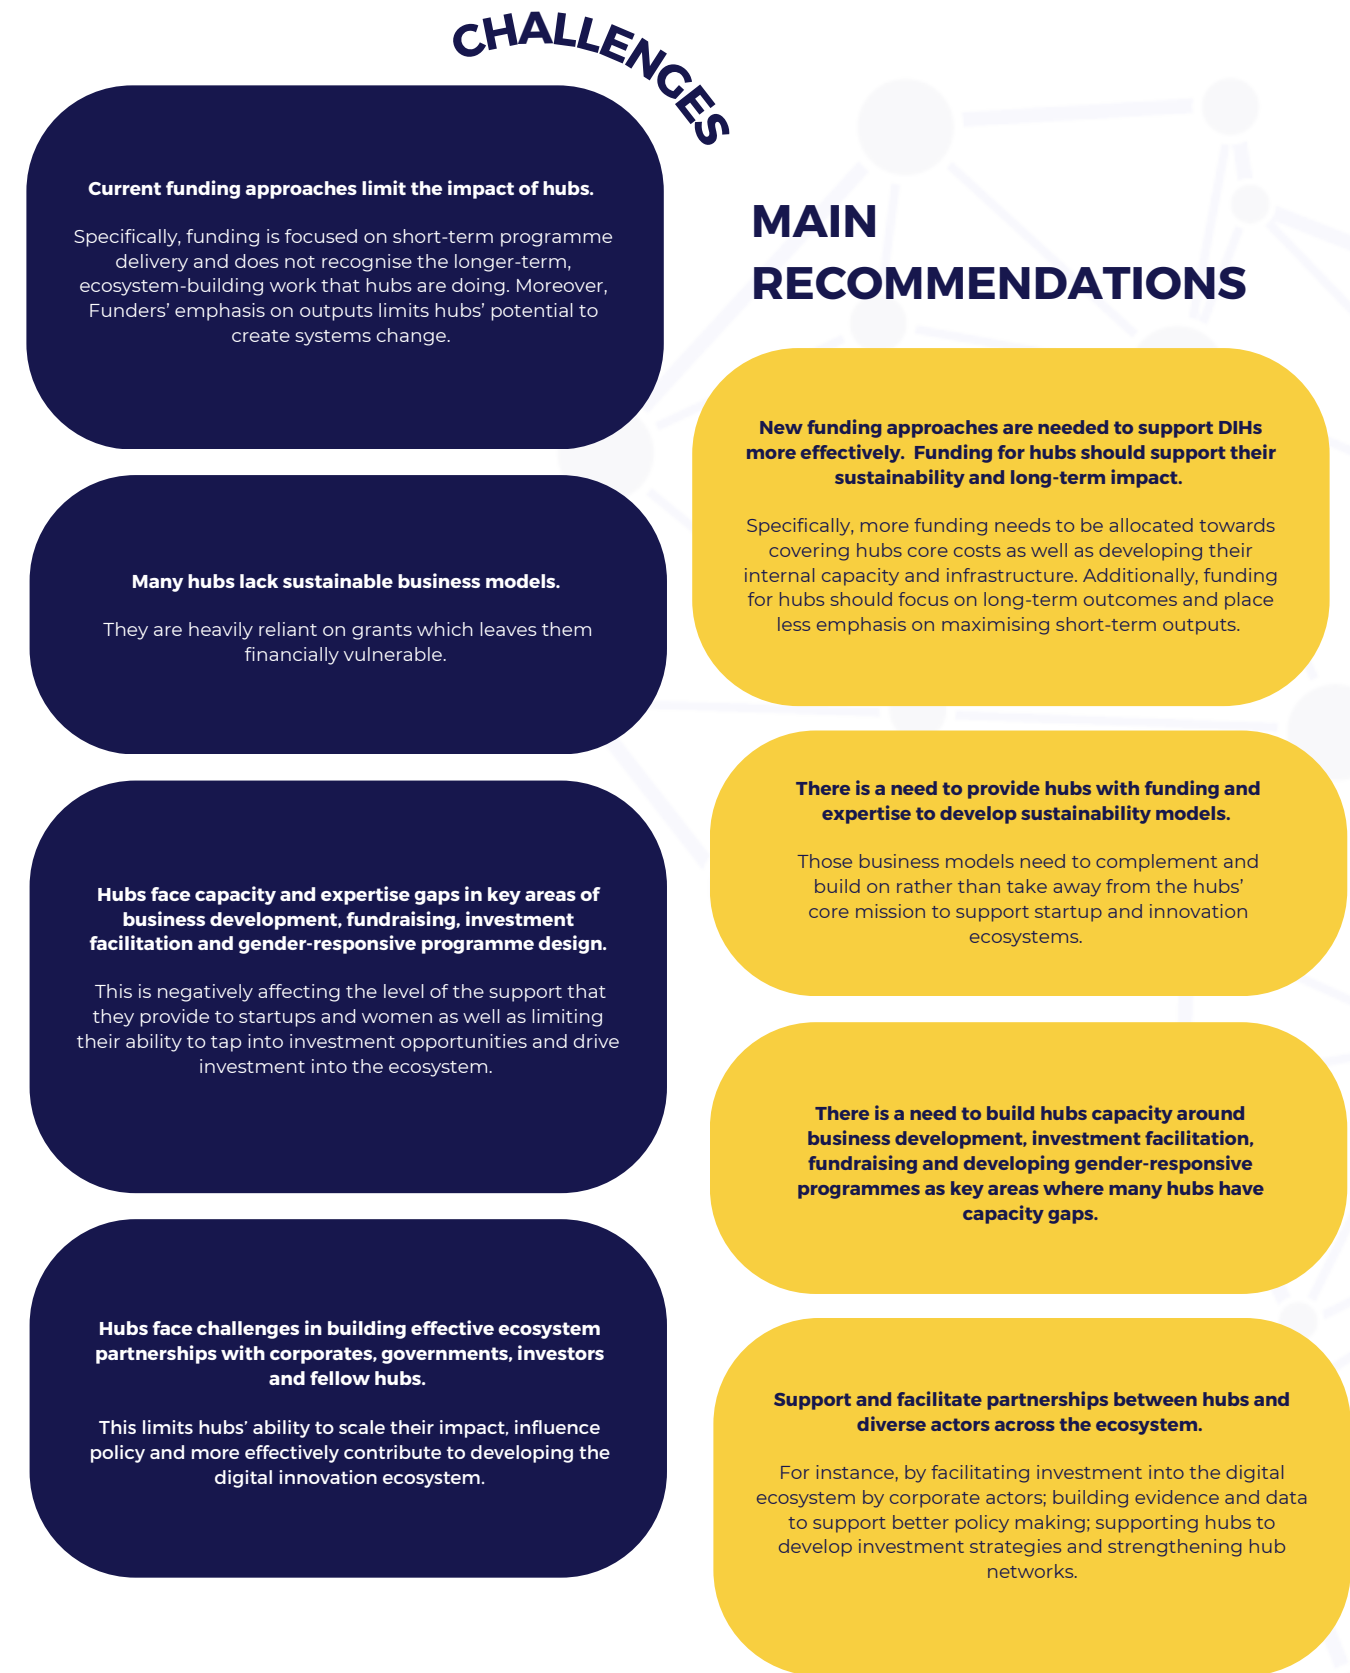 CHALLENGES
Current funding approaches limit the impact of hubs.
Specifically, funding is focused on short-term programme
delivery and does not recognise the longer-term,
ecosystem-building work that hubs are doing. Moreover,
Funders’ emphasis on outputs limits hubs’ potential to
create systems change.
Many hubs lack sustainable business models.
They are heavily reliant on grants which leaves them
financially vulnerable.
Hubs face capacity and expertise gaps in key areas of
business development, fundraising, investment
facilitation and gender-responsive programme design.
This is negatively affecting the level of the support that
they provide to startups and women as well as limiting
their ability to tap into investment opportunities and drive
investment into the ecosystem.
Hubs face challenges in building effective ecosystem
partnerships with corporates, governments, investors
and fellow hubs.
This limits hubs’ ability to scale their impact, influence
policy and more effectively contribute to developing the
digital innovation ecosystem.
MAIN
RECOMMENDATIONS
New funding approaches are needed to support DIHs
more effectively.  Funding for hubs should support their
sustainability and long-term impact.
Specifically, more funding needs to be allocated towards
covering hubs core costs as well as developing their
internal capacity and infrastructure. Additionally, funding
for hubs should focus on long-term outcomes and place
less emphasis on maximising short-term outputs.
There is a need to provide hubs with funding and
expertise to develop sustainability models.
Those business models need to complement and
build on rather than take away from the hubs’
core mission to support startup and innovation
ecosystems.
There is a need to build hubs capacity around
business development, investment facilitation,
fundraising and developing gender-responsive
programmes as key areas where many hubs have
capacity gaps.
Support and facilitate partnerships between hubs and
diverse actors across the ecosystem.
For instance, by facilitating investment into the digital
ecosystem by corporate actors; building evidence and data
to support better policy making; supporting hubs to
develop investment strategies and strengthening hub
networks.